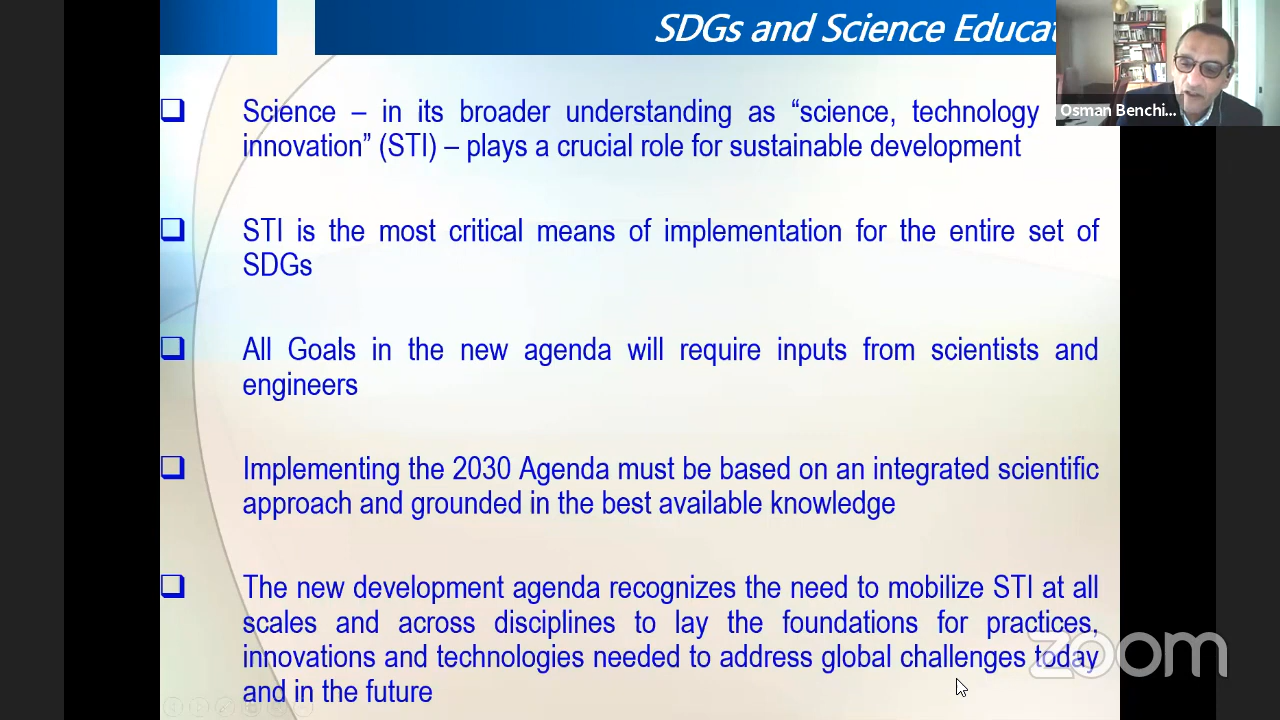 SDGs and Science Educat
Osman Benchi...
❑ Science – in its broader understanding as “science, technology
innovation” (STI) – plays a crucial role for sustainable development
❑ STI is the most critical means of implementation for the entire set of
SDGs
❑ All Goals in the new agenda will require inputs from scientists and
engineers
❑ Implementing the 2030 Agenda must be based on an integrated scientific
approach and grounded in the best available knowledge
❑ The new development agenda recognizes the need to mobilize STI at all
scales and across disciplines to lay the foundations for practices,
innovations and technologies needed to address global challenges today
and in the future
zoom